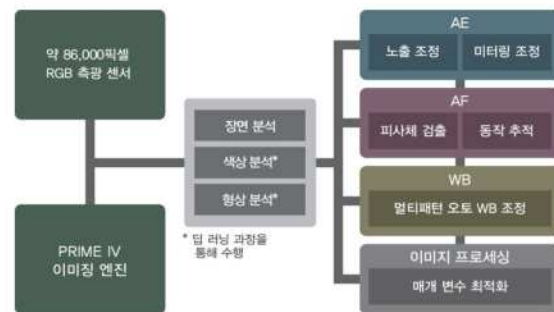 약 86,000픽셀
RGB 측광 센서
PRIME IV
이미징 엔진
장면 분석
색상 분석*
형상 분석*
* 딥 러닝 과정을
통해 수행
AE
노출 조정
미터링 조정
AF
피사체 검출
동작 추적
WB
멀티패턴 오토 WB 조정
이미지 프로세싱
매개 변수 최적화